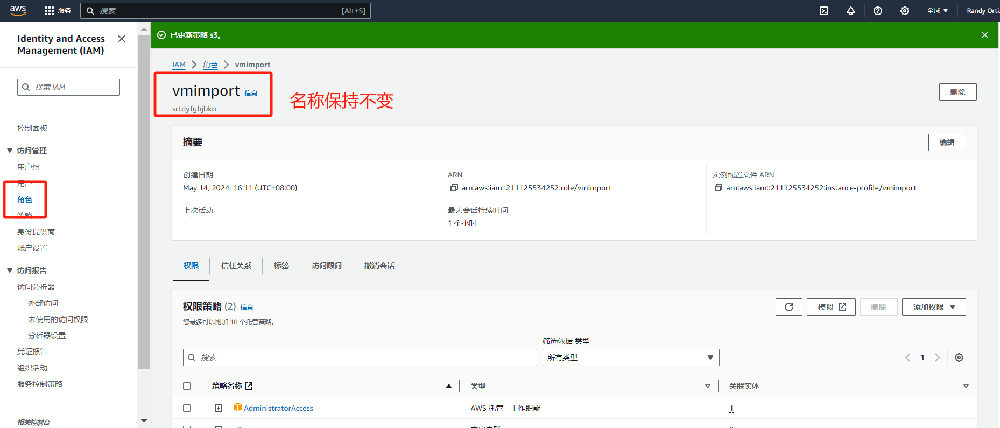 aws
服务
搜索
[Alt+S]
全球
Randy Orti
Identity and Access
Management (IAM)
搜索 IAM
控制面板
访问管理
用户组
用户
角色
策略
身份提供商
账户设置
访问报告
访问分析器
外部访问
未使用的访问权限
分析器设置
凭证报告
组织活动
服务控制策略
相关控制台
已更新策略 s3。
IAM
角色
vmimport
vmimport 信息
srtdyfghjbkn
名称保持不变
删除
摘要
编辑
创建日期
May 14, 2024, 16:11 (UTC+08:00)
ARN
arn:aws:iam::211125534252:role/vmimport
实例配置文件 ARN
arn:aws:iam::211125534252:instance-profile/vmimport
上次活动
-
最大会话持续时间
1 个小时
权限
信任关系
标签
访问顾问
撤消会话
权限策略 (2) 信息
您最多可以附加 10 个托管策略。
模拟
删除
添加权限
筛选依据 类型
搜索
所有类型
1
策略名称
类型
关联实体
AdministratorAccess
AWS 托管 - 工作职能
1